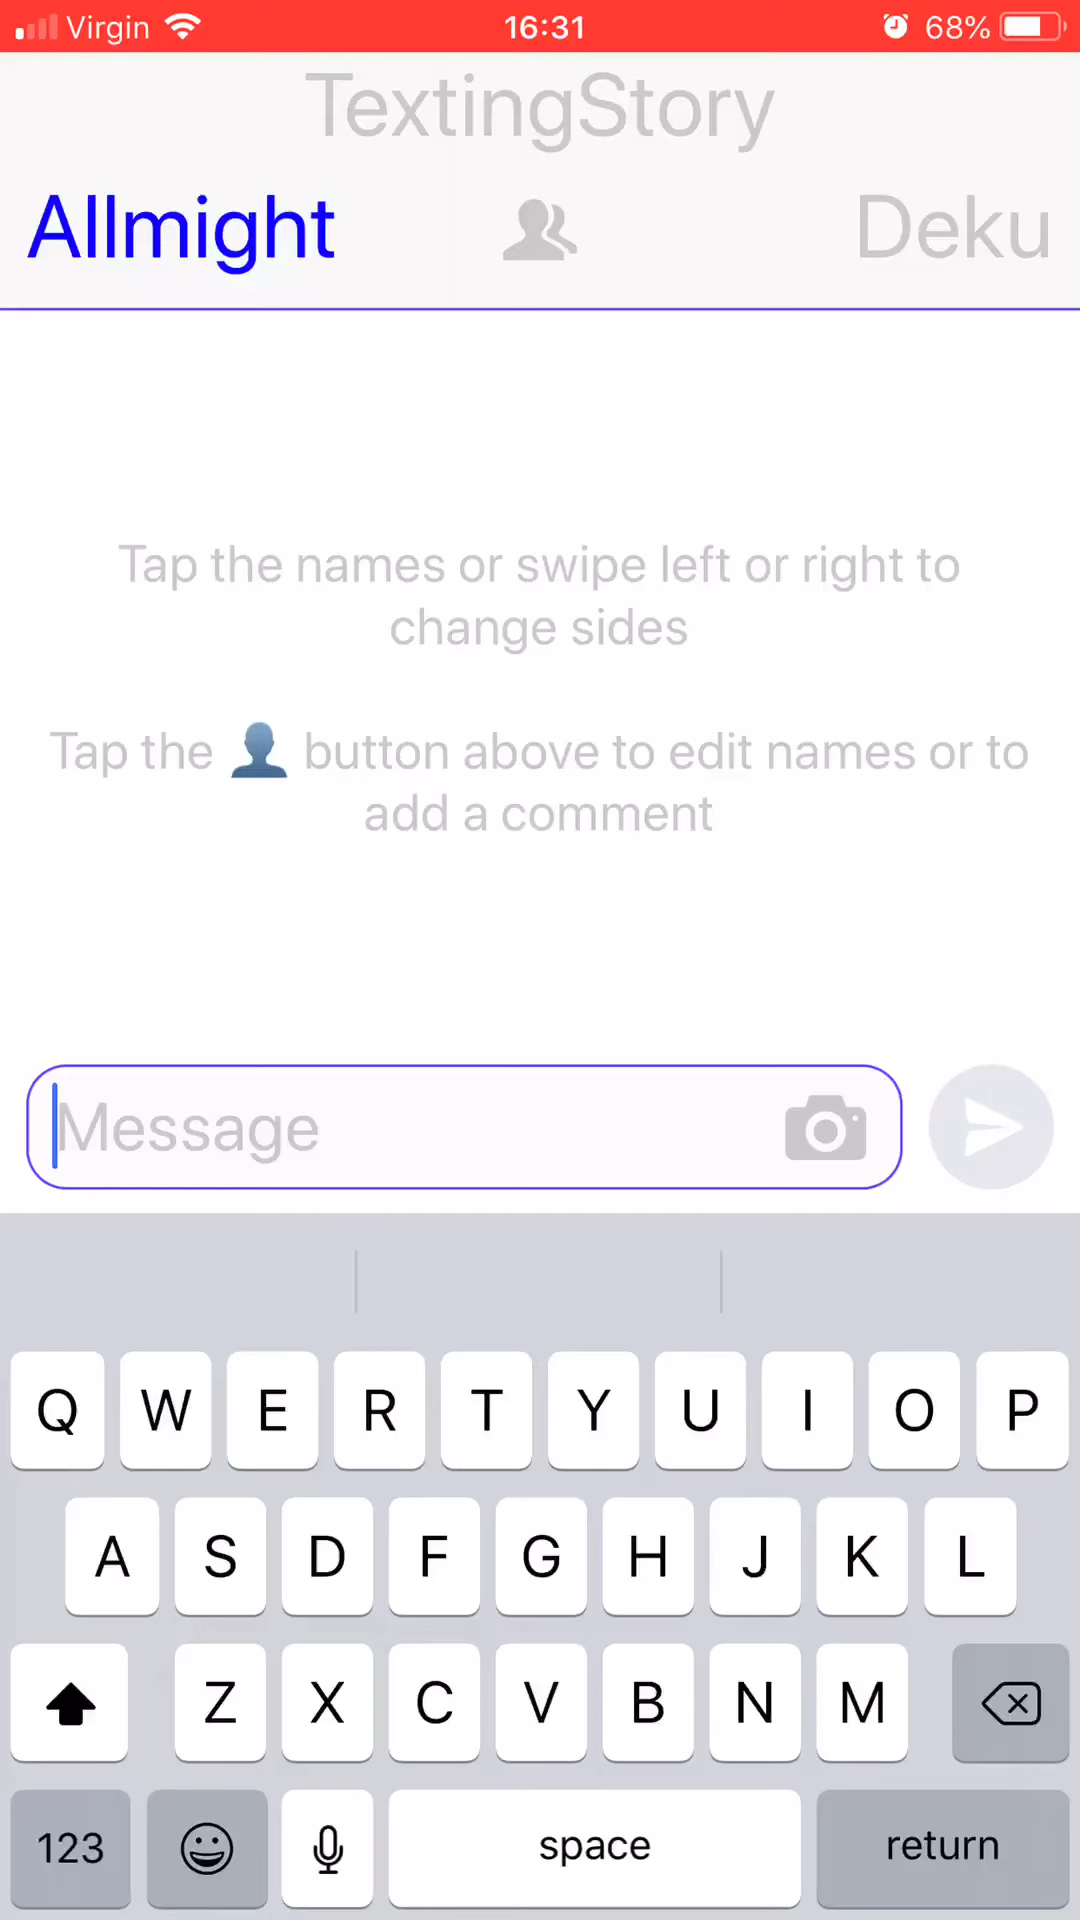 Virgin 16:31 68%
TextingStory
Allmight Deku
Tap the names or swipe left or right to
change sides
Tap the 👤 button above to edit names or to
add a comment
Message
Q W E R T Y U I O P
A S D F G H J K L
Z X C V B N M
123 space return